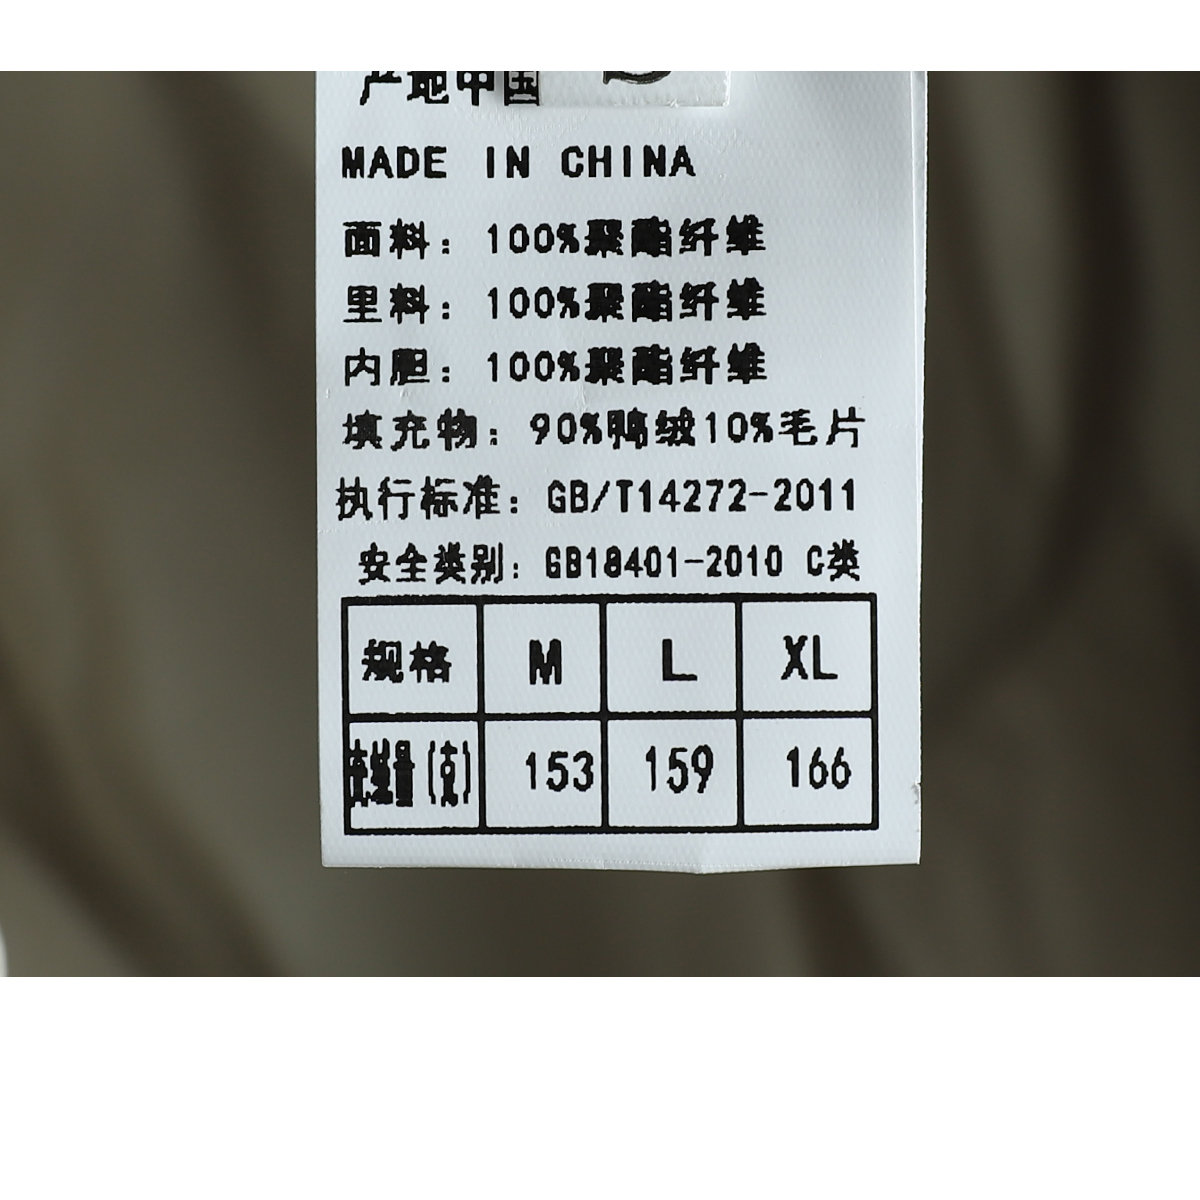 产地中国
MADE IN CHINA
面料：100%聚酯纤维
里料：100%聚酯纤维
内胆：100%聚酯纤维
填充物：90%鸭绒10%毛片
执行标准：GB/T14272-2011
安全类别：GB18401-2010 C类
规格 M L XL
充绒量(克) 153 159 166